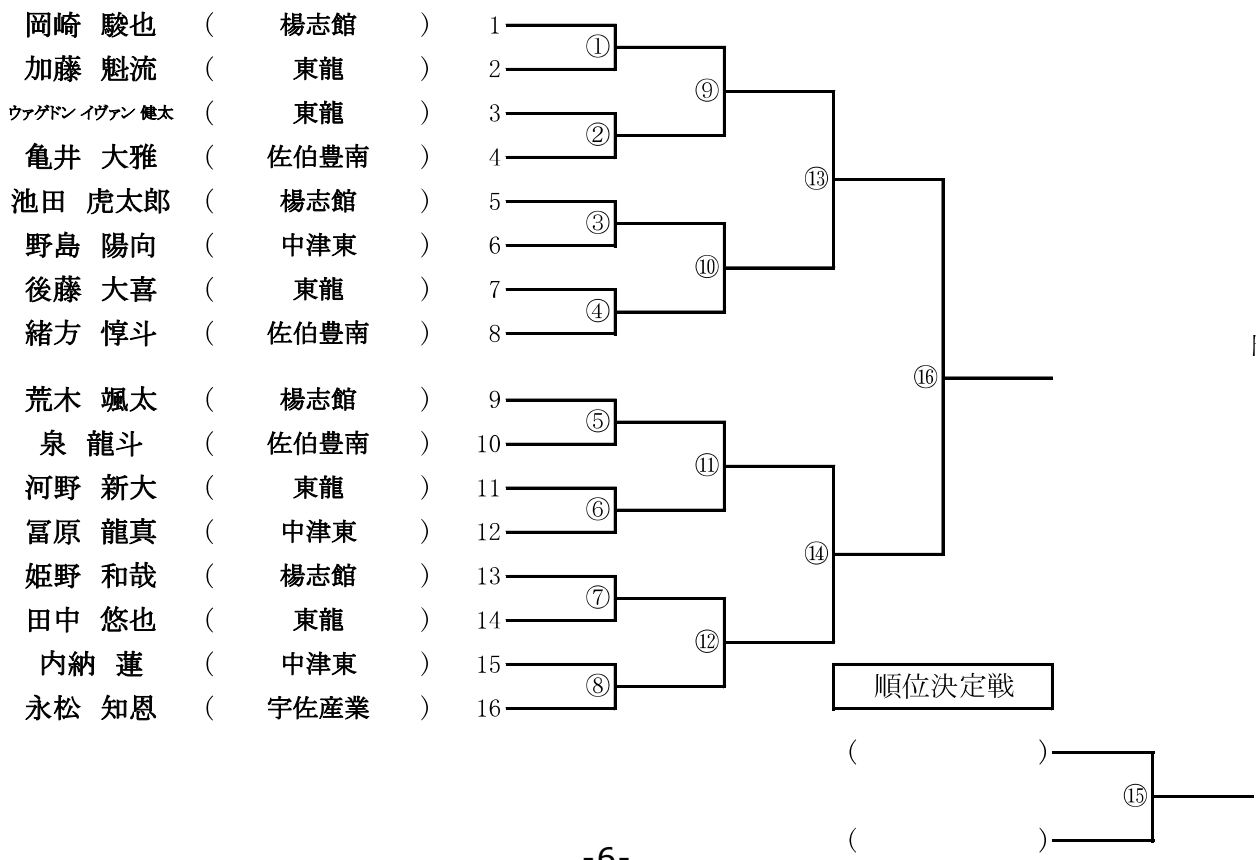 岡崎 駿也 ( 楊志館 ) 1
加藤 魁流 ( 東龍 ) 2
ウァグドン イヴァン 健太 ( 東龍 ) 3
亀井 大雅 ( 佐伯豊南 ) 4
池田 虎太郎 ( 楊志館 ) 5
野島 陽向 ( 中津東 ) 6
後藤 大喜 ( 東龍 ) 7
緒方 惇斗 ( 佐伯豊南 ) 8
荒木 颯太 ( 楊志館 ) 9
泉 龍斗 ( 佐伯豊南 ) 10
河野 新大 ( 東龍 ) 11
冨原 龍真 ( 中津東 ) 12
姫野 和哉 ( 楊志館 ) 13
田中 悠也 ( 東龍 ) 14
内納 蓮 ( 中津東 ) 15
永松 知恩 ( 宇佐産業 ) 16
①
②
③
④
⑤
⑥
⑦
⑧
⑨
⑩
⑪
⑫
⑬
⑭
⑯
順位決定戦
( )
⑮
( )
-6-